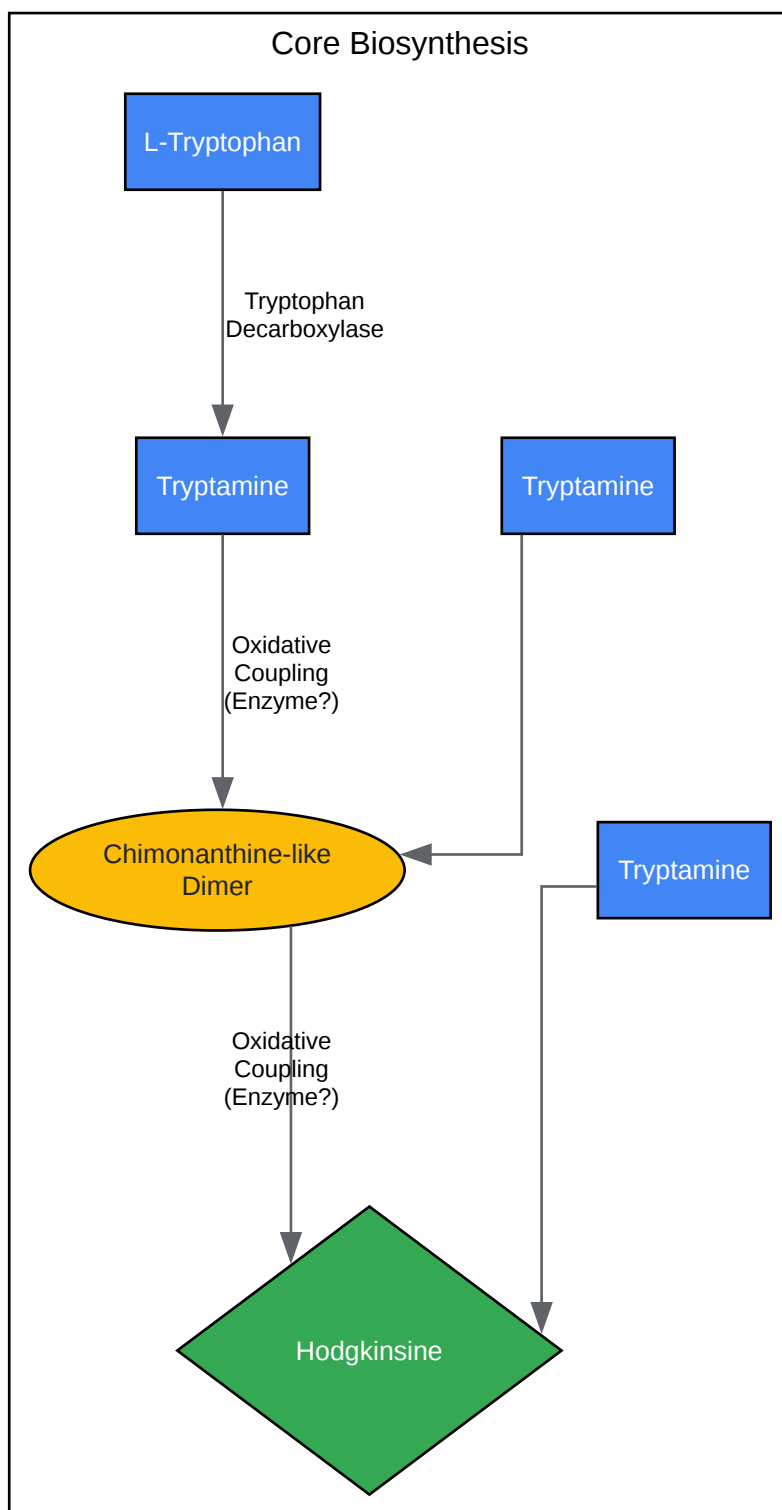 Core Biosynthesis
L-Tryptophan
Tryptophan
Decarboxylase
Tryptamine
Tryptamine
Oxidative
Coupling
(Enzyme?)
Chimonanthine-like
Dimer
Tryptamine
Oxidative
Coupling
(Enzyme?)
Hodgkinsine